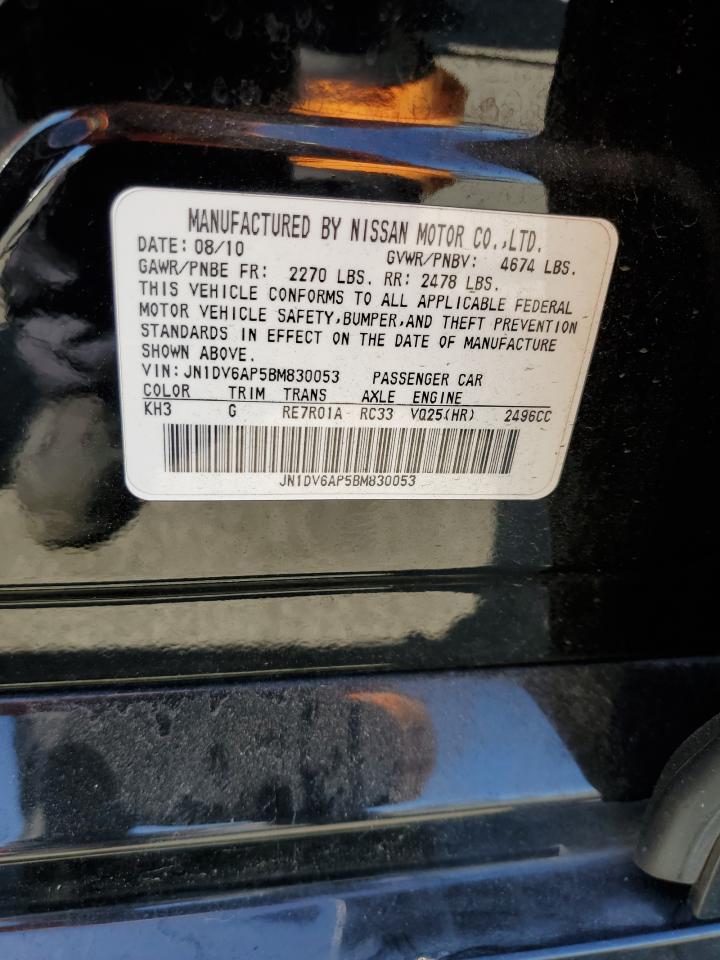 MANUFACTURED BY NISSAN MOTOR CO.,LTD.
DATE: 08/10 GVWR/PNBV: 4674 LBS.
GAWR/PNBE FR: 2270 LBS. RR: 2478 LBS.
THIS VEHICLE CONFORMS TO ALL APPLICABLE FEDERAL
MOTOR VEHICLE SAFETY,BUMPER,AND THEFT PREVENTION
STANDARDS IN EFFECT ON THE DATE OF MANUFACTURE
SHOWN ABOVE.
VIN: JN1DV6AP5BM830053 PASSENGER CAR
COLOR TRIM TRANS AXLE ENGINE
KH3 G RE7R01A RC33 VQ25(HR) 2496CC
JN1DV6AP5BM830053